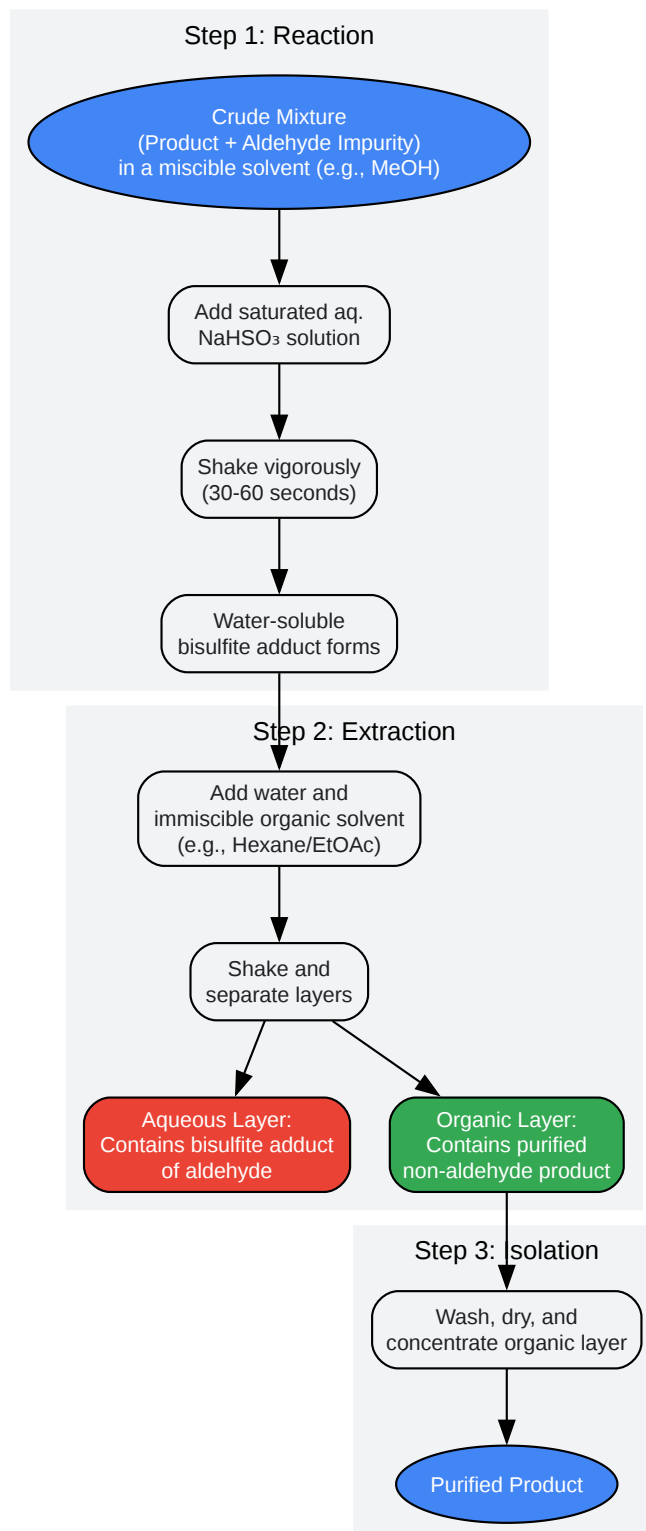 Step 1: Reaction
Crude Mixture
(Product + Aldehyde Impurity)
in a miscible solvent (e.g., MeOH)
Add saturated aq.
NaHSO₃ solution
Shake vigorously
(30-60 seconds)
Water-soluble
bisulfite adduct forms
Step 2: Extraction
Add water and
immiscible organic solvent
(e.g., Hexane/EtOAc)
Shake and
separate layers
Aqueous Layer:
Contains bisulfite adduct
of aldehyde
Organic Layer:
Contains purified
non-aldehyde product
Step 3: Isolation
Wash, dry, and
concentrate organic layer
Purified Product